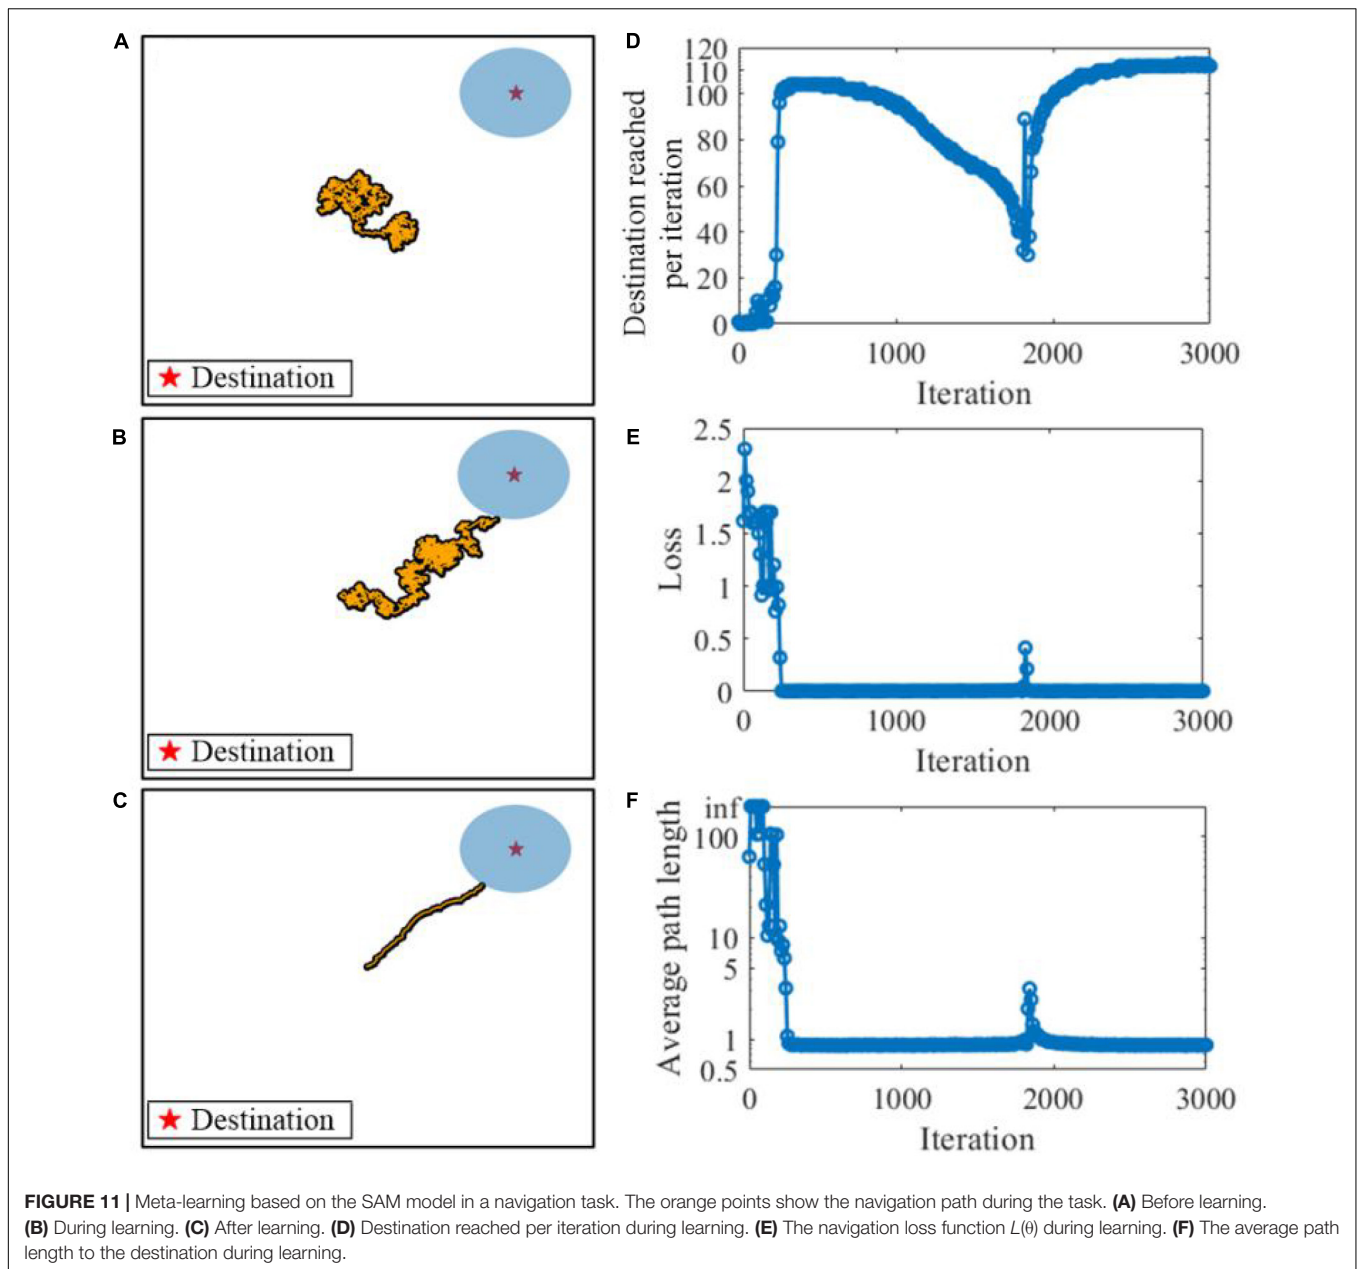 A
★ Destination
B
★ Destination
C
★ Destination
D
Destination reached
per iteration
120
110
100
80
60
40
20
0
0 1000 2000 3000
Iteration
E
Loss
2.5
2
1.5
1
0.5
0
0 1000 2000 3000
Iteration
F
Average path length
inf
100
10
5
1
0.5
0 1000 2000 3000
Iteration
FIGURE 11 | Meta-learning based on the SAM model in a navigation task. The orange points show the navigation path during the task. (A) Before learning.
(B) During learning. (C) After learning. (D) Destination reached per iteration during learning. (E) The navigation loss function L(θ) during learning. (F) The average path
length to the destination during learning.